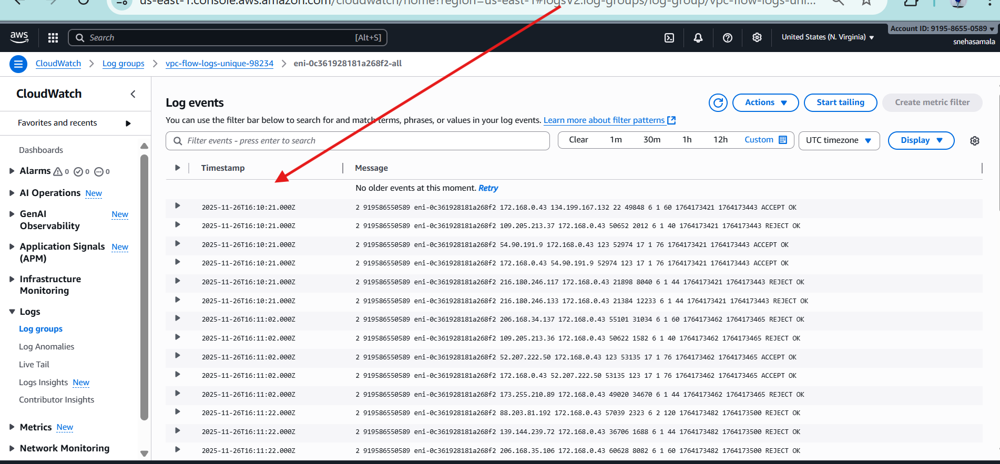 us-east-1.console.aws.amazon.com/cloudwatch/home?region=us-east-1#logsV2:log-groups/log-group/vpc-flow-logs-uni...
aws Search [Alt+S] United States (N. Virginia) Account ID: 9195-8655-0589
snehasamala
CloudWatch Log groups vpc-flow-logs-unique-98234 eni-0c361928181a268f2-all
CloudWatch
Favorites and recents
Dashboards
Alarms 0 0 0
AI Operations New
GenAI New
Observability
Application Signals New
(APM)
Infrastructure
Monitoring
Logs
Log groups
Log Anomalies
Live Tail
Logs Insights New
Contributor Insights
Metrics New
Network Monitoring
Log events
Actions Start tailing Create metric filter
You can use the filter bar below to search for and match terms, phrases, or values in your log events. Learn more about filter patterns
Filter events - press enter to search Clear 1m 30m 1h 12h Custom UTC timezone Display
Timestamp Message
No older events at this moment. Retry
2025-11-26T16:10:21.000Z 2 919586550589 eni-0c361928181a268f2 172.168.0.43 134.199.167.132 22 49848 6 1 60 1764173421 1764173443 ACCEPT OK
2025-11-26T16:10:21.000Z 2 919586550589 eni-0c361928181a268f2 109.205.213.37 172.168.0.43 50652 2012 6 1 40 1764173421 1764173443 REJECT OK
2025-11-26T16:10:21.000Z 2 919586550589 eni-0c361928181a268f2 54.90.191.9 172.168.0.43 123 52974 17 1 76 1764173421 1764173443 ACCEPT OK
2025-11-26T16:10:21.000Z 2 919586550589 eni-0c361928181a268f2 172.168.0.43 54.90.191.9 52974 123 17 1 76 1764173421 1764173443 ACCEPT OK
2025-11-26T16:10:21.000Z 2 919586550589 eni-0c361928181a268f2 216.180.246.117 172.168.0.43 21898 8040 6 1 44 1764173421 1764173443 REJECT OK
2025-11-26T16:10:21.000Z 2 919586550589 eni-0c361928181a268f2 216.180.246.133 172.168.0.43 21384 12233 6 1 44 1764173421 1764173443 REJECT OK
2025-11-26T16:11:02.000Z 2 919586550589 eni-0c361928181a268f2 206.168.34.137 172.168.0.43 55101 31034 6 1 60 1764173462 1764173465 REJECT OK
2025-11-26T16:11:02.000Z 2 919586550589 eni-0c361928181a268f2 109.205.213.36 172.168.0.43 50622 1582 6 1 40 1764173462 1764173465 REJECT OK
2025-11-26T16:11:02.000Z 2 919586550589 eni-0c361928181a268f2 52.207.222.50 172.168.0.43 123 53135 17 1 76 1764173462 1764173465 ACCEPT OK
2025-11-26T16:11:02.000Z 2 919586550589 eni-0c361928181a268f2 172.168.0.43 52.207.222.50 53135 123 17 1 76 1764173462 1764173465 ACCEPT OK
2025-11-26T16:11:02.000Z 2 919586550589 eni-0c361928181a268f2 173.255.210.89 172.168.0.43 49020 34670 6 1 44 1764173462 1764173465 REJECT OK
2025-11-26T16:11:22.000Z 2 919586550589 eni-0c361928181a268f2 88.203.81.192 172.168.0.43 57039 2323 6 2 120 1764173482 1764173500 REJECT OK
2025-11-26T16:11:22.000Z 2 919586550589 eni-0c361928181a268f2 139.144.239.72 172.168.0.43 36706 1688 6 1 44 1764173482 1764173500 REJECT OK
2025-11-26T16:11:22.000Z 2 919586550589 eni-0c361928181a268f2 206.168.35.106 172.168.0.43 60628 8082 6 1 60 1764173482 1764173500 REJECT OK